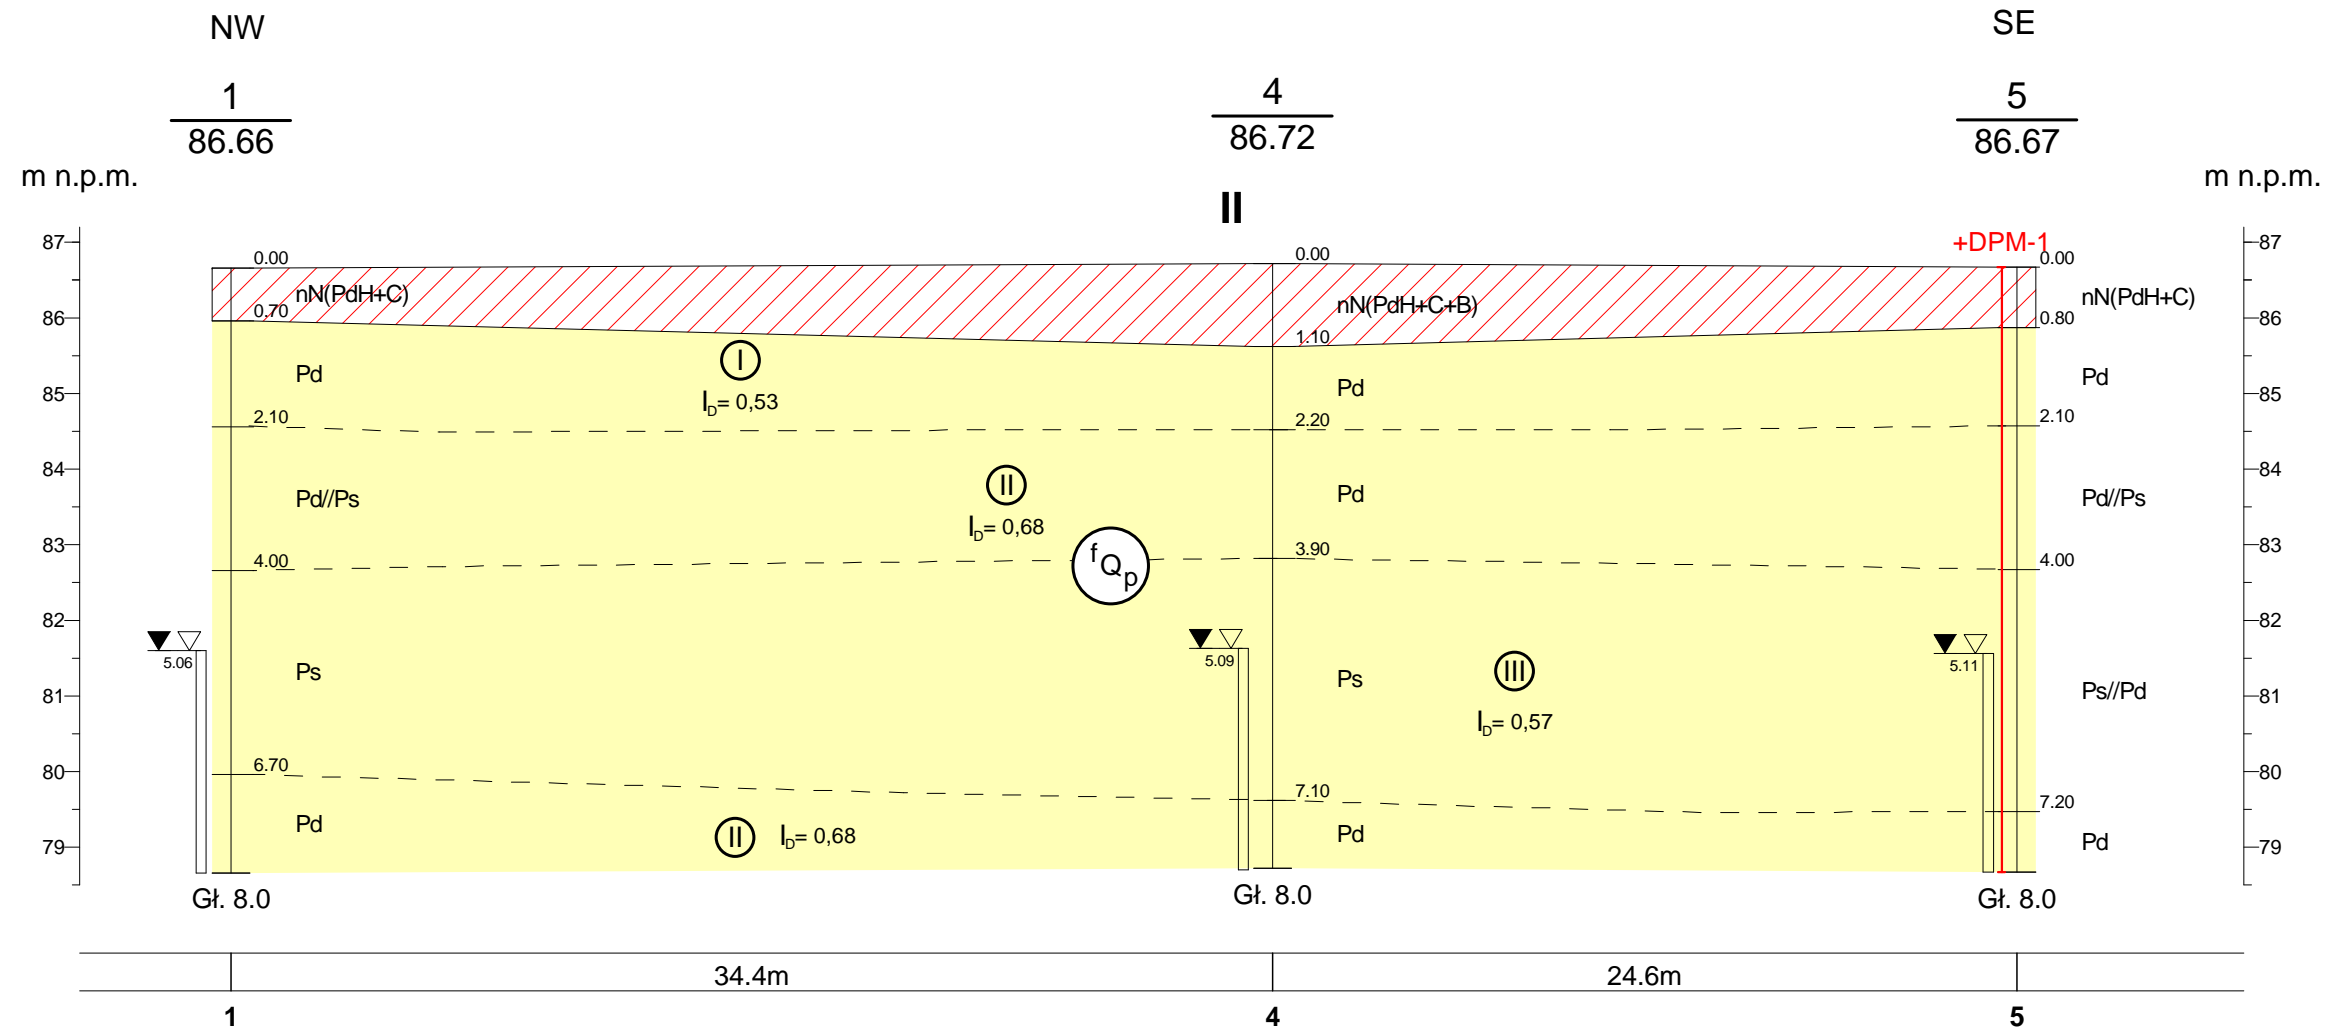 NW
SE
1
4
5
86.66
86.72
86.67
m n.p.m.
m n.p.m.
II
87
+DPM-1
87
0.00
0.00
0.00
nN(PdH+C)
nN(PdH+C+B)
nN(PdH+C)
86
0.70
1.10
0.80
86
I
Pd
Pd
Pd
85
I_D= 0,53
85
2.10
2.20
2.10
84
II
84
Pd//Ps
Pd
Pd//Ps
I_D= 0,68
83
3.90
83
4.00
fQp
4.00
82
82
5.06
5.09
5.11
Ps
Ps
III
Ps//Pd
81
81
I_D= 0,57
80
6.70
7.10
7.20
80
Pd
II
I_D= 0,68
Pd
Pd
79
79
Gł. 8.0
Gł. 8.0
Gł. 8.0
34.4m
24.6m
1
4
5